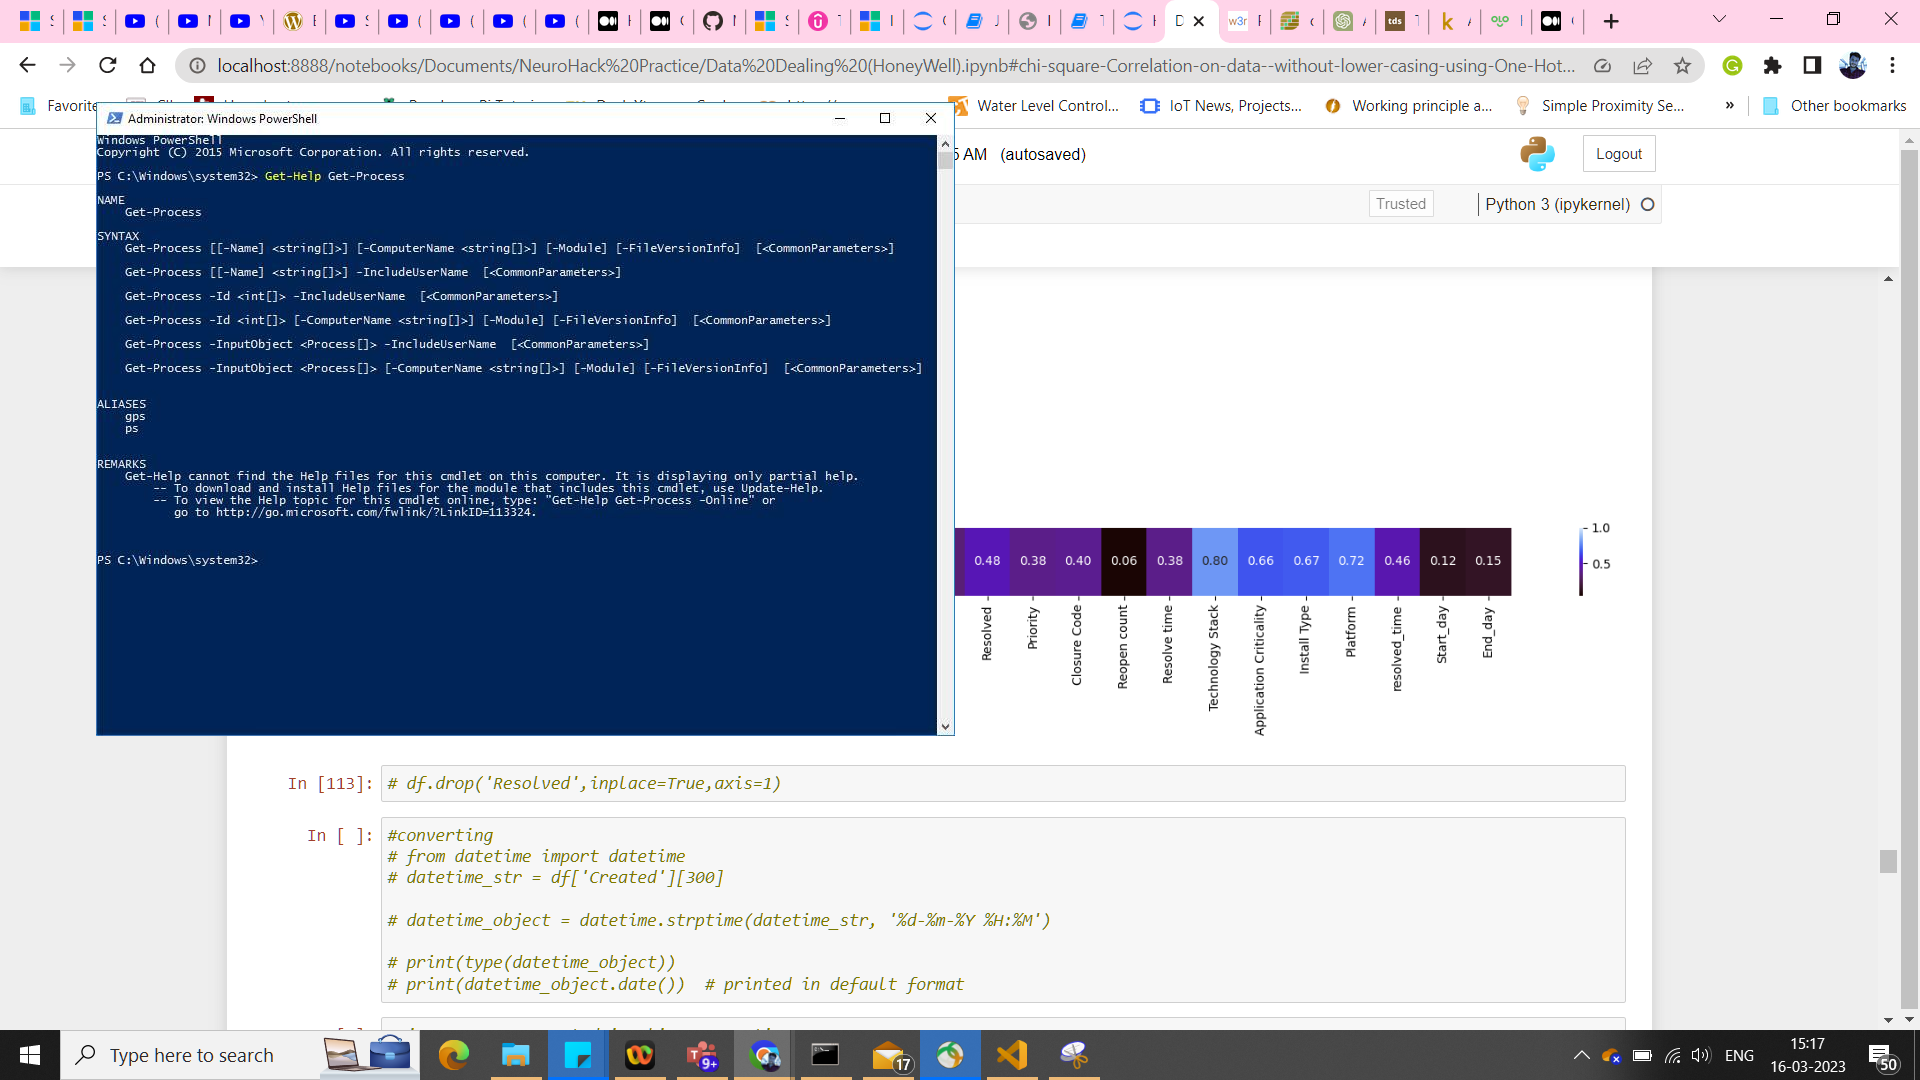 localhost:8888/notebooks/Documents/NeuroHack%20Practice/Data%20Dealing%20(HoneyWell).ipynb#chi-square-Correlation-on-data--without-lower-casing-using-One-Hot...
Water Level Control...
IoT News, Projects...
Working principle a...
Simple Proximity Se...
»
Other bookmarks
Administrator: Windows PowerShell
Windows PowerShell
Copyright (C) 2015 Microsoft Corporation. All rights reserved.
PS C:\Windows\system32> Get-Help Get-Process
NAME
Get-Process
SYNTAX
Get-Process [[-Name] <string[]>] [-ComputerName <string[]>] [-Module] [-FileVersionInfo]  [<CommonParameters>]
Get-Process [[-Name] <string[]>] -IncludeUserName  [<CommonParameters>]
Get-Process -Id <int[]> -IncludeUserName  [<CommonParameters>]
Get-Process -Id <int[]> [-ComputerName <string[]>] [-Module] [-FileVersionInfo]  [<CommonParameters>]
Get-Process -InputObject <Process[]> -IncludeUserName  [<CommonParameters>]
Get-Process -InputObject <Process[]> [-ComputerName <string[]>] [-Module] [-FileVersionInfo]  [<CommonParameters>]
ALIASES
gps
ps
REMARKS
Get-Help cannot find the Help files for this cmdlet on this computer. It is displaying only partial help.
-- To download and install Help files for the module that includes this cmdlet, use Update-Help.
-- To view the Help topic for this cmdlet online, type: "Get-Help Get-Process -Online" or
go to http://go.microsoft.com/fwlink/?LinkID=113324.
PS C:\Windows\system32>
5 AM (autosaved)
Logout
Trusted
Python 3 (ipykernel)
0.48 0.38 0.40 0.06 0.38 0.80 0.66 0.67 0.72 0.46 0.12 0.15
1.0
0.5
Resolved
Priority
Closure Code
Reopen count
Resolve time
Technology Stack
Application Criticality
Install Type
Platform
resolved_time
Start_day
End_day
In [113]: # df.drop('Resolved',inplace=True,axis=1)
In [ ]: #converting
# from datetime import datetime
# datetime_str = df['Created'][300]
# datetime_object = datetime.strptime(datetime_str, '%d-%m-%Y %H:%M')
# print(type(datetime_object))
# print(datetime_object.date())  # printed in default format
Type here to search
9+
17
ENG
15:17
16-03-2023
50